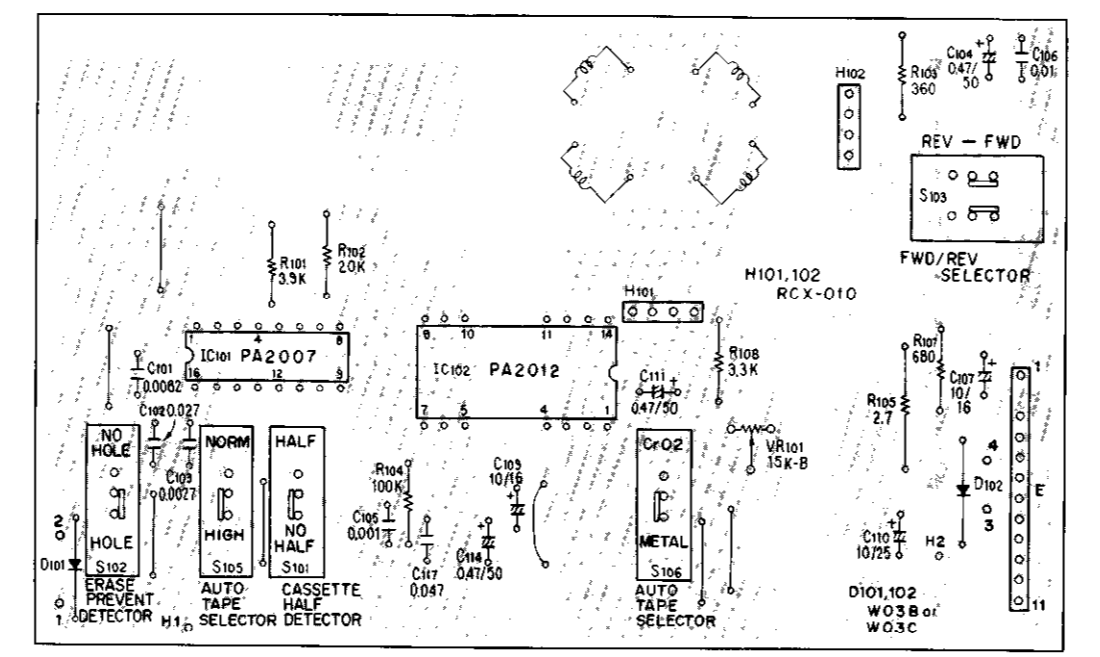 C104
0.47/
50
C106
0.01
R103
360
H102
REV – FWD
S103
FWD/REV
SELECTOR
R101
3.9K
R102
20K
H101,102
RCX-010
H101
1 4 8
IC101 PA2007
16 12 9
8 10 11 14
IC102 PA2012
7 5 4 1
C101
0.0082
C111
+
0.47/50
R108
3.3K
R107
680
C107
10/
16
R105
2.7
1
C102 0.027
C103
0.0027
NO
HOLE
HOLE
S102
ERASE
PREVENT
DETECTOR
NORM
HIGH
S105
AUTO
TAPE
SELECTOR
HALF
NO
HALF
S101
CASSETTE
HALF
DETECTOR
R104
100K
C109
10/16
C105
0.001
C117
0.047
C114
0.47/50
CrO2
METAL
S106
AUTO
TAPE
SELECTOR
VR101
15K-B
4
D102
3
E
C110
10/25
H2
2
D101
1
H1
D101,102
W03B or
W03C
11